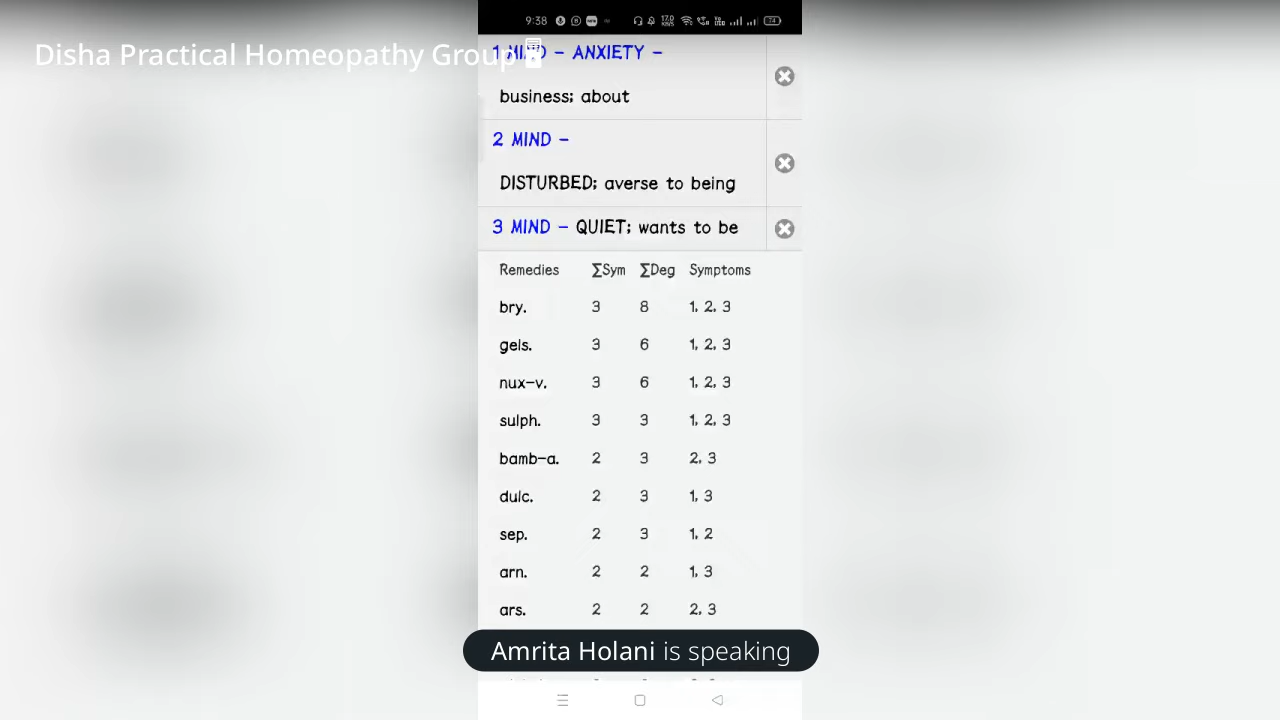 9:38
17.0 KB/S
74
Disha Practical Homeopathy Group
1 MIND - ANXIETY -
business; about
2 MIND -
DISTURBED; averse to being
3 MIND - QUIET; wants to be
Remedies ∑Sym ∑Deg Symptoms
bry. 3 8 1, 2, 3
gels. 3 6 1, 2, 3
nux-v. 3 6 1, 2, 3
sulph. 3 3 1, 2, 3
bamb-a. 2 3 2, 3
dulc. 2 3 1, 3
sep. 2 3 1, 2
arn. 2 2 1, 3
ars. 2 2 2, 3
Amrita Holani is speaking